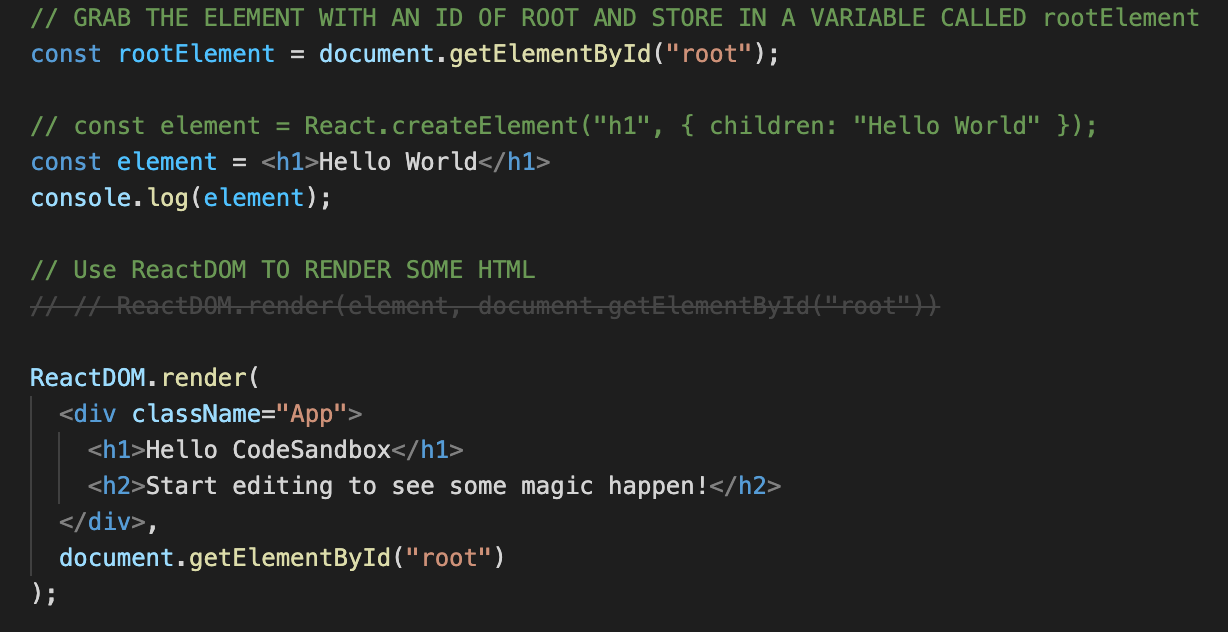 // GRAB THE ELEMENT WITH AN ID OF ROOT AND STORE IN A VARIABLE CALLED rootElement
const rootElement = document.getElementById("root");
// const element = React.createElement("h1", { children: "Hello World" });
const element = <h1>Hello World</h1>
console.log(element);
// Use ReactDOM TO RENDER SOME HTML
// // ReactDOM.render(element, document.getElementById("root"))
ReactDOM.render(
<div className="App">
<h1>Hello CodeSandbox</h1>
<h2>Start editing to see some magic happen!</h2>
</div>,
document.getElementById("root")
);